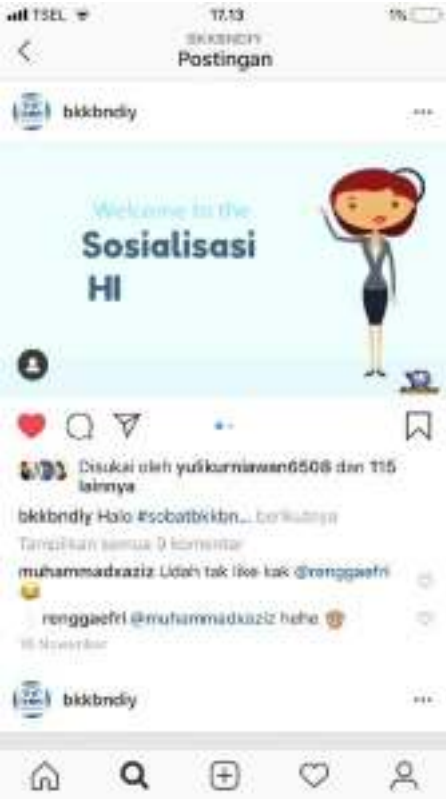 TSEL 17.13 1%
BKKBNDIY
Postingan
bkkbndiy
Welcome to the
Sosialisasi
HI
Disukai oleh yulikurniawan6508 dan 115
lainnya
bkkbndiy Halo #sobatbkkbn... berikutnya
Tampilkan semua 9 komentar
muhammadxaziz Udah tak like kak @renggaefri
renggaefri @muhammadxaziz hehe
November
bkkbndiy